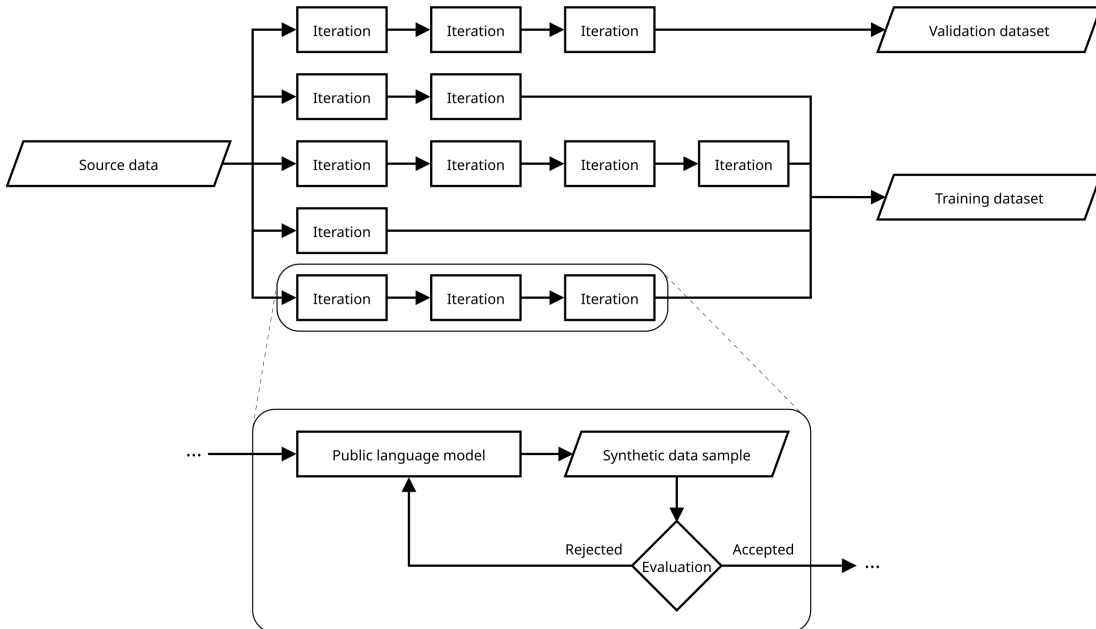 Iteration Iteration Iteration Validation dataset
Iteration Iteration
Source data Iteration Iteration Iteration Iteration
Training dataset
Iteration
Iteration Iteration Iteration
... Public language model Synthetic data sample
Rejected Accepted
Evaluation ...